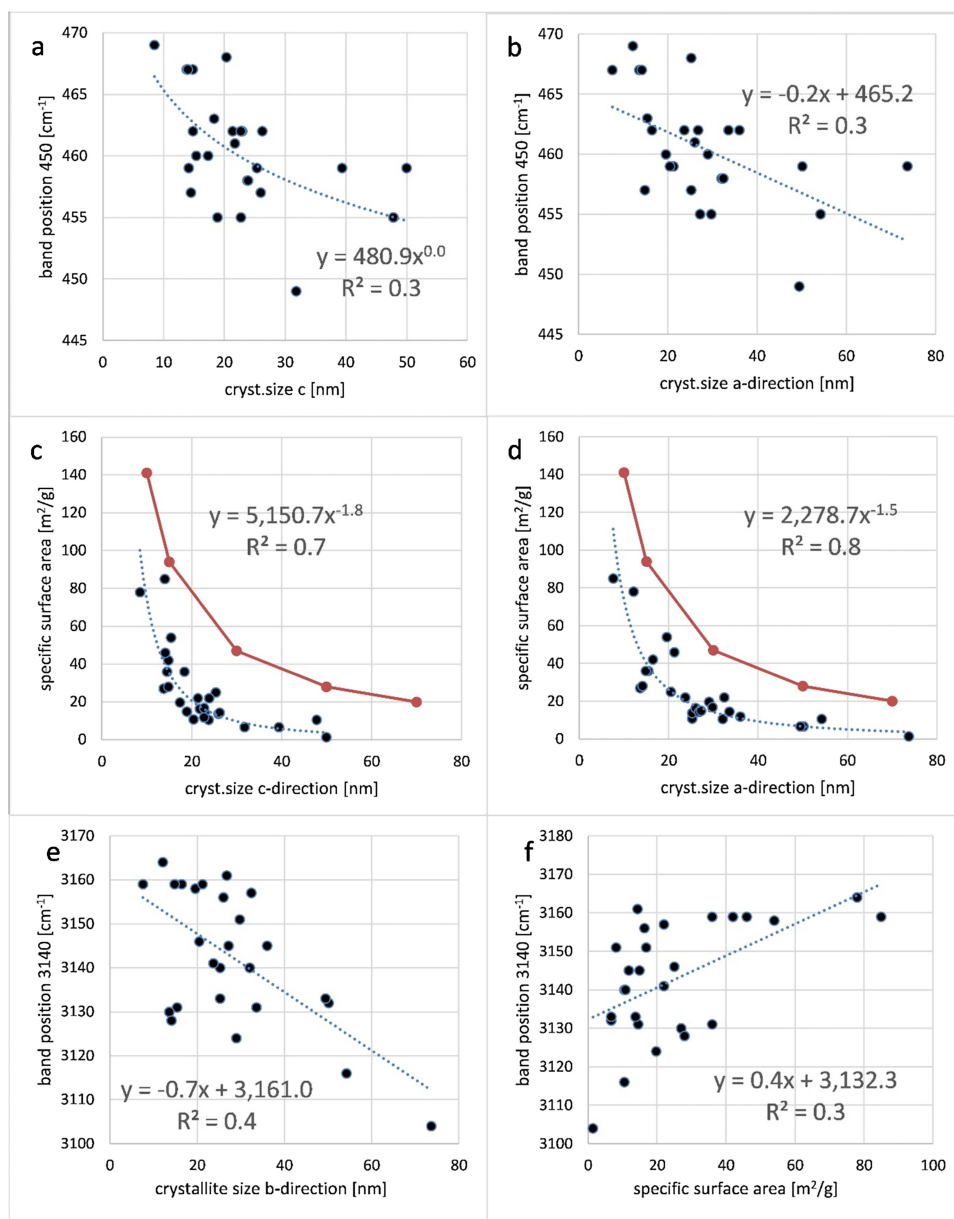 a
470
465
460
455
450
445
band position 450 [cm⁻¹]
y = 480.9x⁰·⁰
R² = 0.3
0 10 20 30 40 50 60
cryst.size c [nm]
b
470
465
460
455
450
445
band position 450 [cm⁻¹]
y = -0.2x + 465.2
R² = 0.3
0 20 40 60 80
cryst.size a-direction [nm]
c
160
140
120
100
80
60
40
20
0
specific surface area [m²/g]
y = 5,150.7x⁻¹·⁸
R² = 0.7
0 20 40 60 80
cryst.size c-direction [nm]
d
160
140
120
100
80
60
40
20
0
specific surface area [m²/g]
y = 2,278.7x⁻¹·⁵
R² = 0.8
0 20 40 60 80
cryst.size a-direction [nm]
e
3170
3160
3150
3140
3130
3120
3110
3100
band position 3140 [cm⁻¹]
y = -0.7x + 3,161.0
R² = 0.4
0 20 40 60 80
crystallite size b-direction [nm]
f
3180
3170
3160
3150
3140
3130
3120
3110
3100
band position 3140 [cm⁻¹]
y = 0.4x + 3,132.3
R² = 0.3
0 20 40 60 80 100
specific surface area [m²/g]